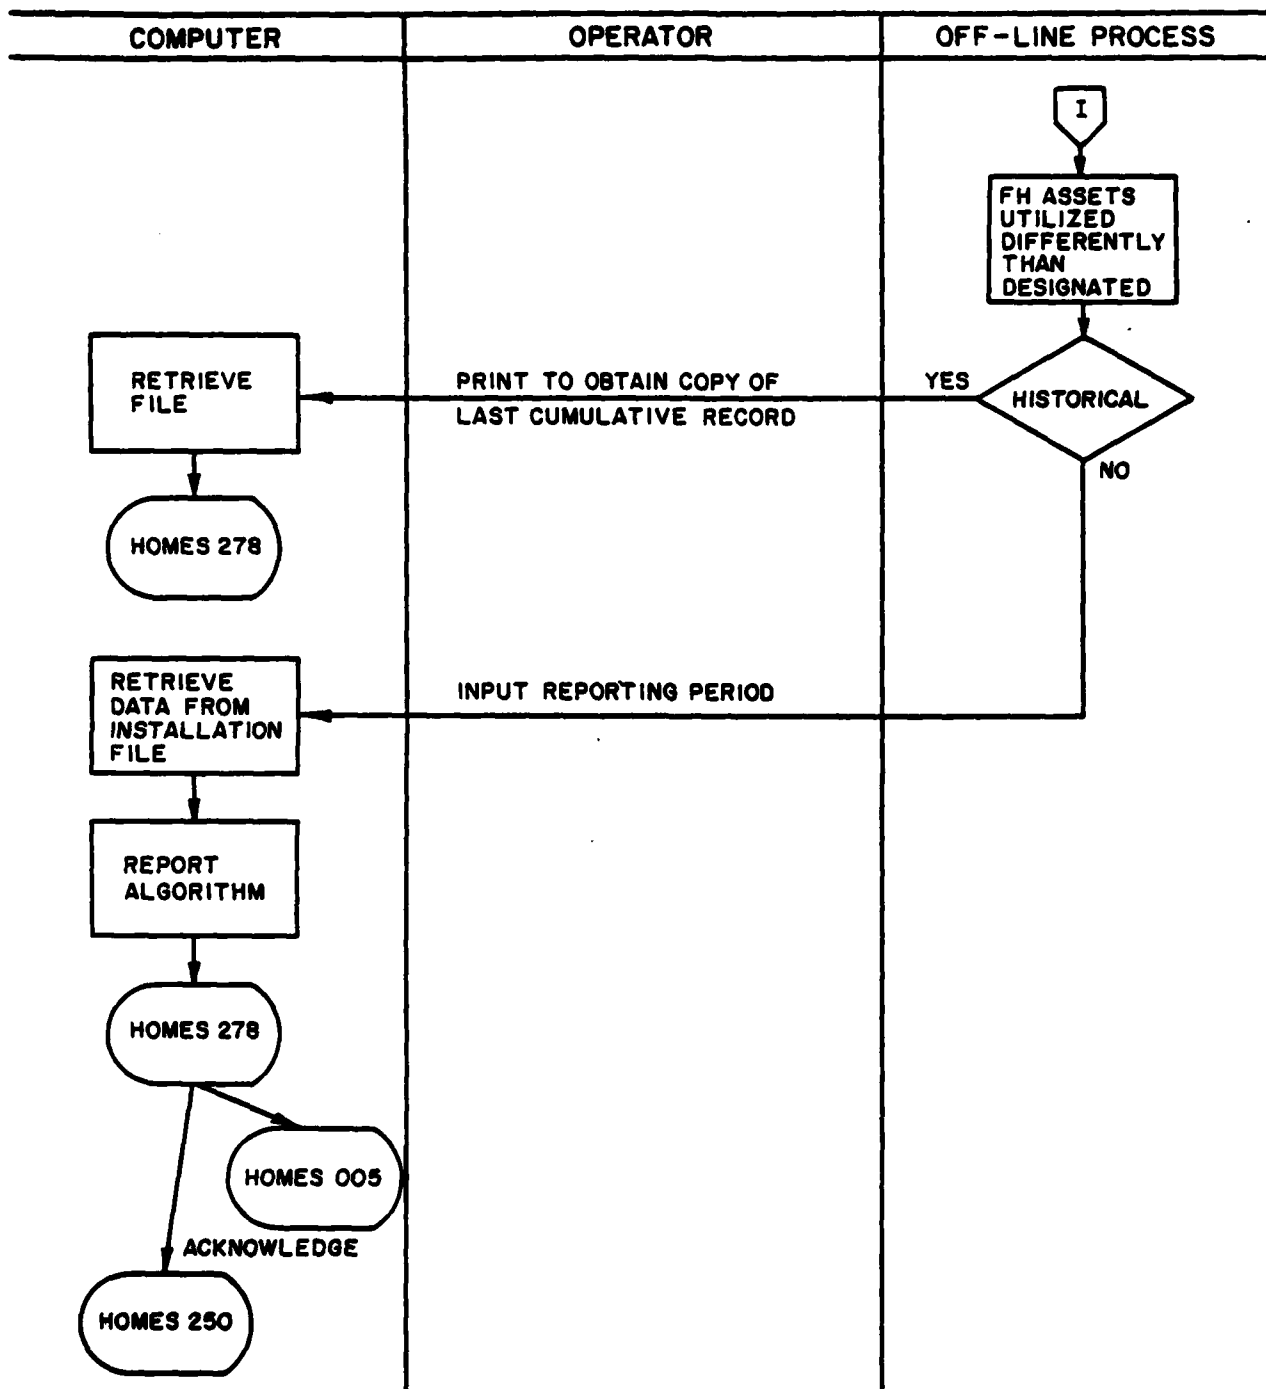 COMPUTER
OPERATOR
OFF-LINE PROCESS
I
FH ASSETS
UTILIZED
DIFFERENTLY
THAN
DESIGNATED
HISTORICAL
YES
NO
PRINT TO OBTAIN COPY OF
LAST CUMULATIVE RECORD
RETRIEVE
FILE
HOMES 278
INPUT REPORTING PERIOD
RETRIEVE
DATA FROM
INSTALLATION
FILE
REPORT
ALGORITHM
HOMES 278
HOMES 005
ACKNOWLEDGE
HOMES 250